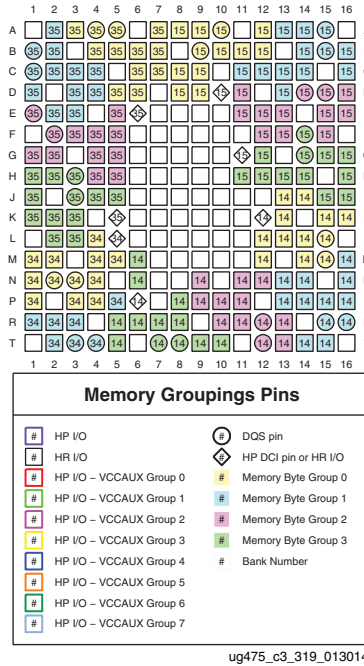 1 2 3 4 5 6 7 8 9 10 11 12 13 14 15 16
A 35 35 35 35 35 15 15 15 15 15 15 15
B 35 35 35 35 35 35 15 15 15 15 15 15 15
C 35 35 35 35 35 35 15 15 15 15 15 15 15
D 35 35 35 35 35 15 15 15 15 15 15 15 15
E 35 35 35 35 35 15 15 15 15 15
F 35 35 35 35 15 15 15 15
G 35 35 35 35 15 15 15 15 15
H 35 35 35 35 35 15 15 15 15 15
J 35 35 35 35 14 14 15 15
K 35 35 35 35 14 14 14 14
L 35 35 34 34 14 14 14 14
M 34 34 34 34 14 14 14 14 14
N 34 34 34 34 14 14 14 14 14 14 14
P 34 34 34 35 14 14 14 14 14 14 14 14 14
R 34 34 34 14 14 14 14 14 14 14 14 14 14
T 34 34 34 14 14 14 14 14 14 14 14 14
1 2 3 4 5 6 7 8 9 10 11 12 13 14 15 16
Memory Groupings Pins
# HP I/O
# HR I/O
# HP I/O – VCCAUX Group 0
# HP I/O – VCCAUX Group 1
# HP I/O – VCCAUX Group 2
# HP I/O – VCCAUX Group 3
# HP I/O – VCCAUX Group 4
# HP I/O – VCCAUX Group 5
# HP I/O – VCCAUX Group 6
# HP I/O – VCCAUX Group 7
# DQS pin
# HP DCI pin or HR I/O
# Memory Byte Group 0
# Memory Byte Group 1
# Memory Byte Group 2
# Memory Byte Group 3
# Bank Number
ug475_c3_319_013014